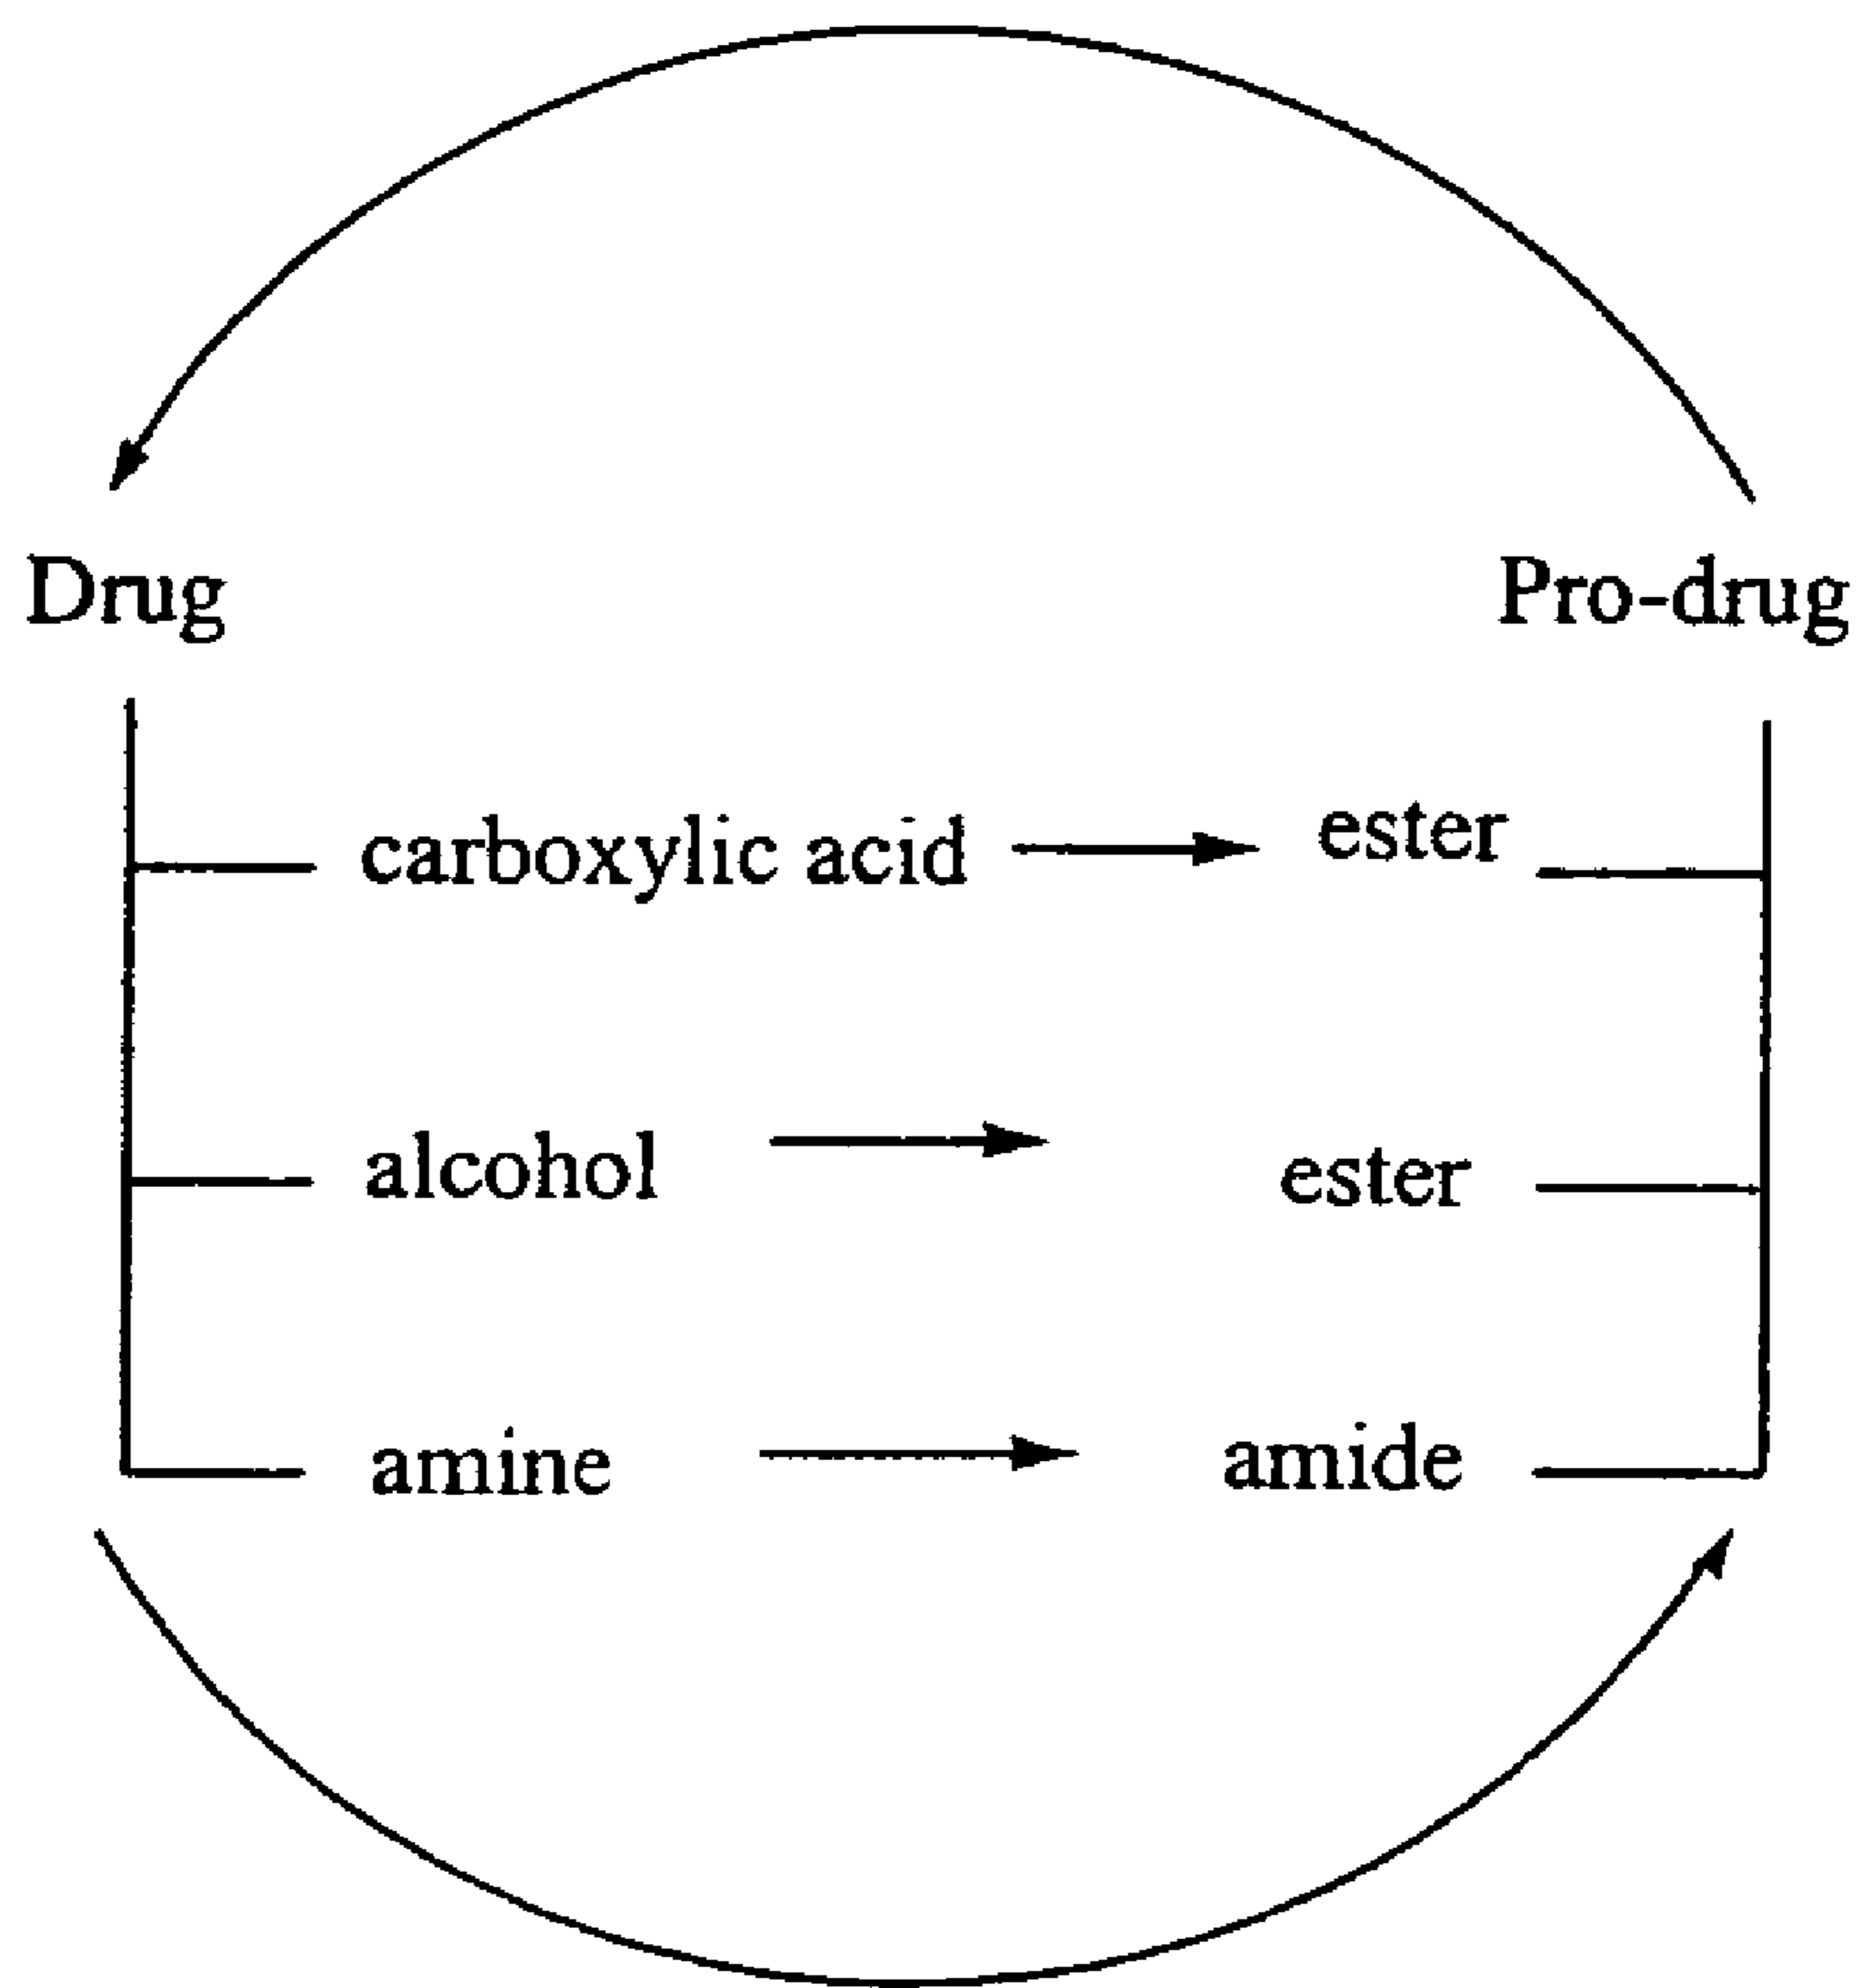 Drug Pro-drug
carboxylic acid ester
alcohol ester
amine amide